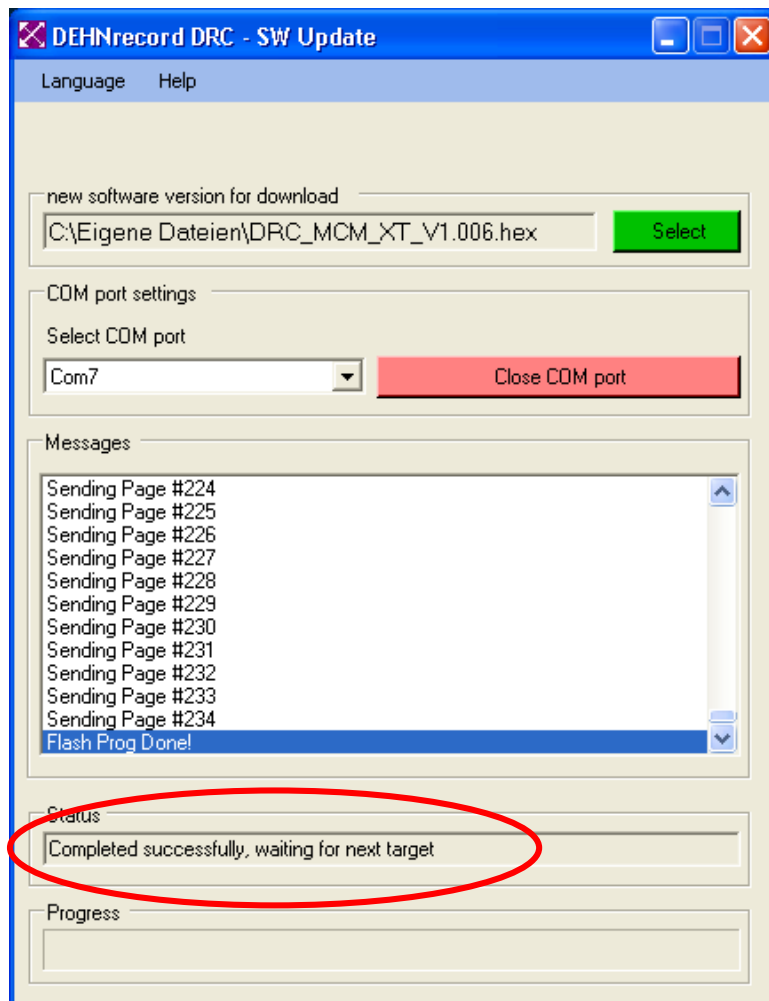 DEHNrecord DRC - SW Update
Language Help
new software version for download
C:\Eigene Dateien\DRC_MCM_XT_V1.006.hex Select
COM port settings
Select COM port
Com7 Close COM port
Messages
Sending Page #224
Sending Page #225
Sending Page #226
Sending Page #227
Sending Page #228
Sending Page #229
Sending Page #230
Sending Page #231
Sending Page #232
Sending Page #233
Sending Page #234
Flash Prog Done!
Status
Completed successfully, waiting for next target
Progress